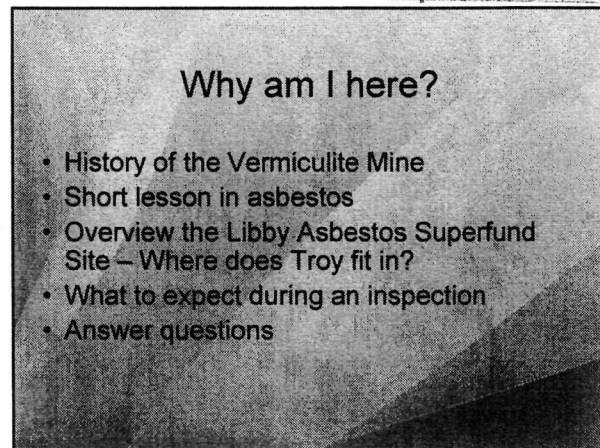 Why am I here?
• History of the Vermiculite Mine
• Short lesson in asbestos
• Overview the Libby Asbestos Superfund
Site – Where does Troy fit in?
• What to expect during an inspection
• Answer questions